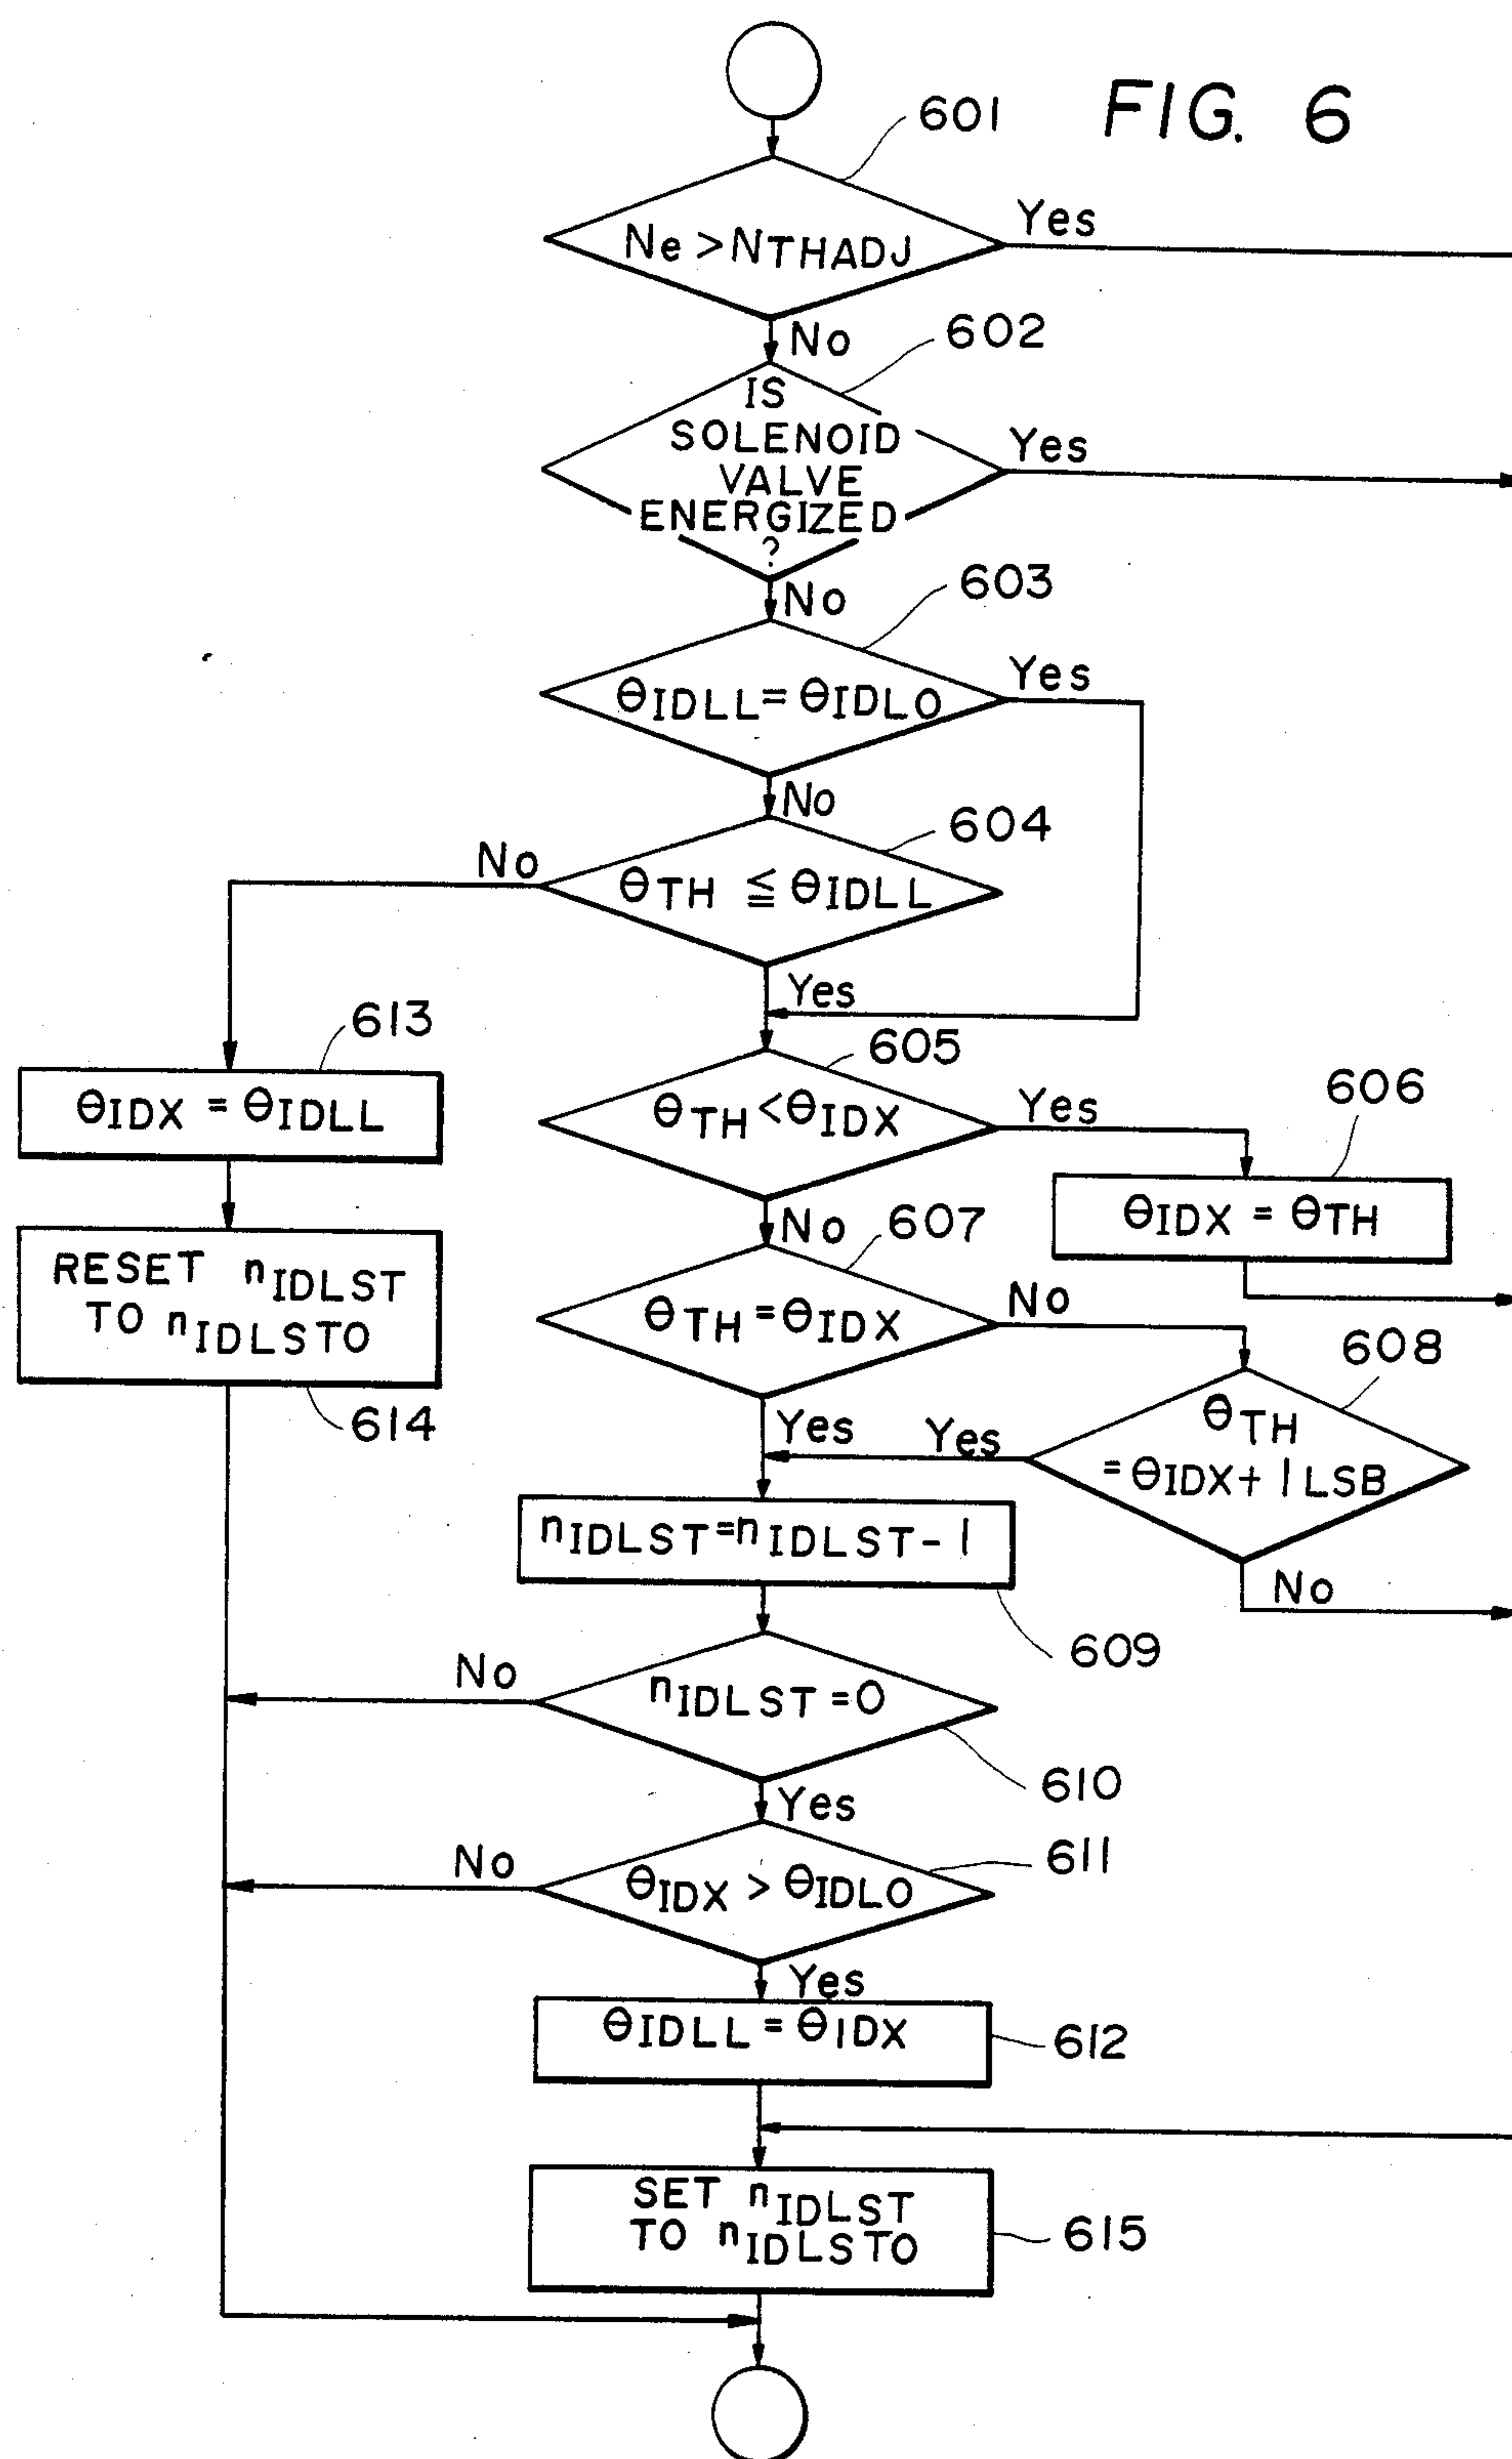 FIG. 6
601
Ne > NTHADJ
Yes
No
602
IS
SOLENOID
VALVE
ENERGIZED
?
Yes
No
603
θIDLL = θIDLO
Yes
No
604
θTH ≦ θIDLL
No
Yes
613
θIDX = θIDLL
605
θTH < θIDX
Yes
606
θIDX = θTH
No
RESET nIDLST
TO nIDLSTO
614
607
θTH = θIDX
No
608
θTH
= θIDX + 1 LSB
Yes
Yes
No
nIDLST = nIDLST - 1
609
nIDLST = 0
No
610
Yes
611
θIDX > θIDLO
No
Yes
θIDLL = θIDX
612
SET nIDLST
TO nIDLSTO
615